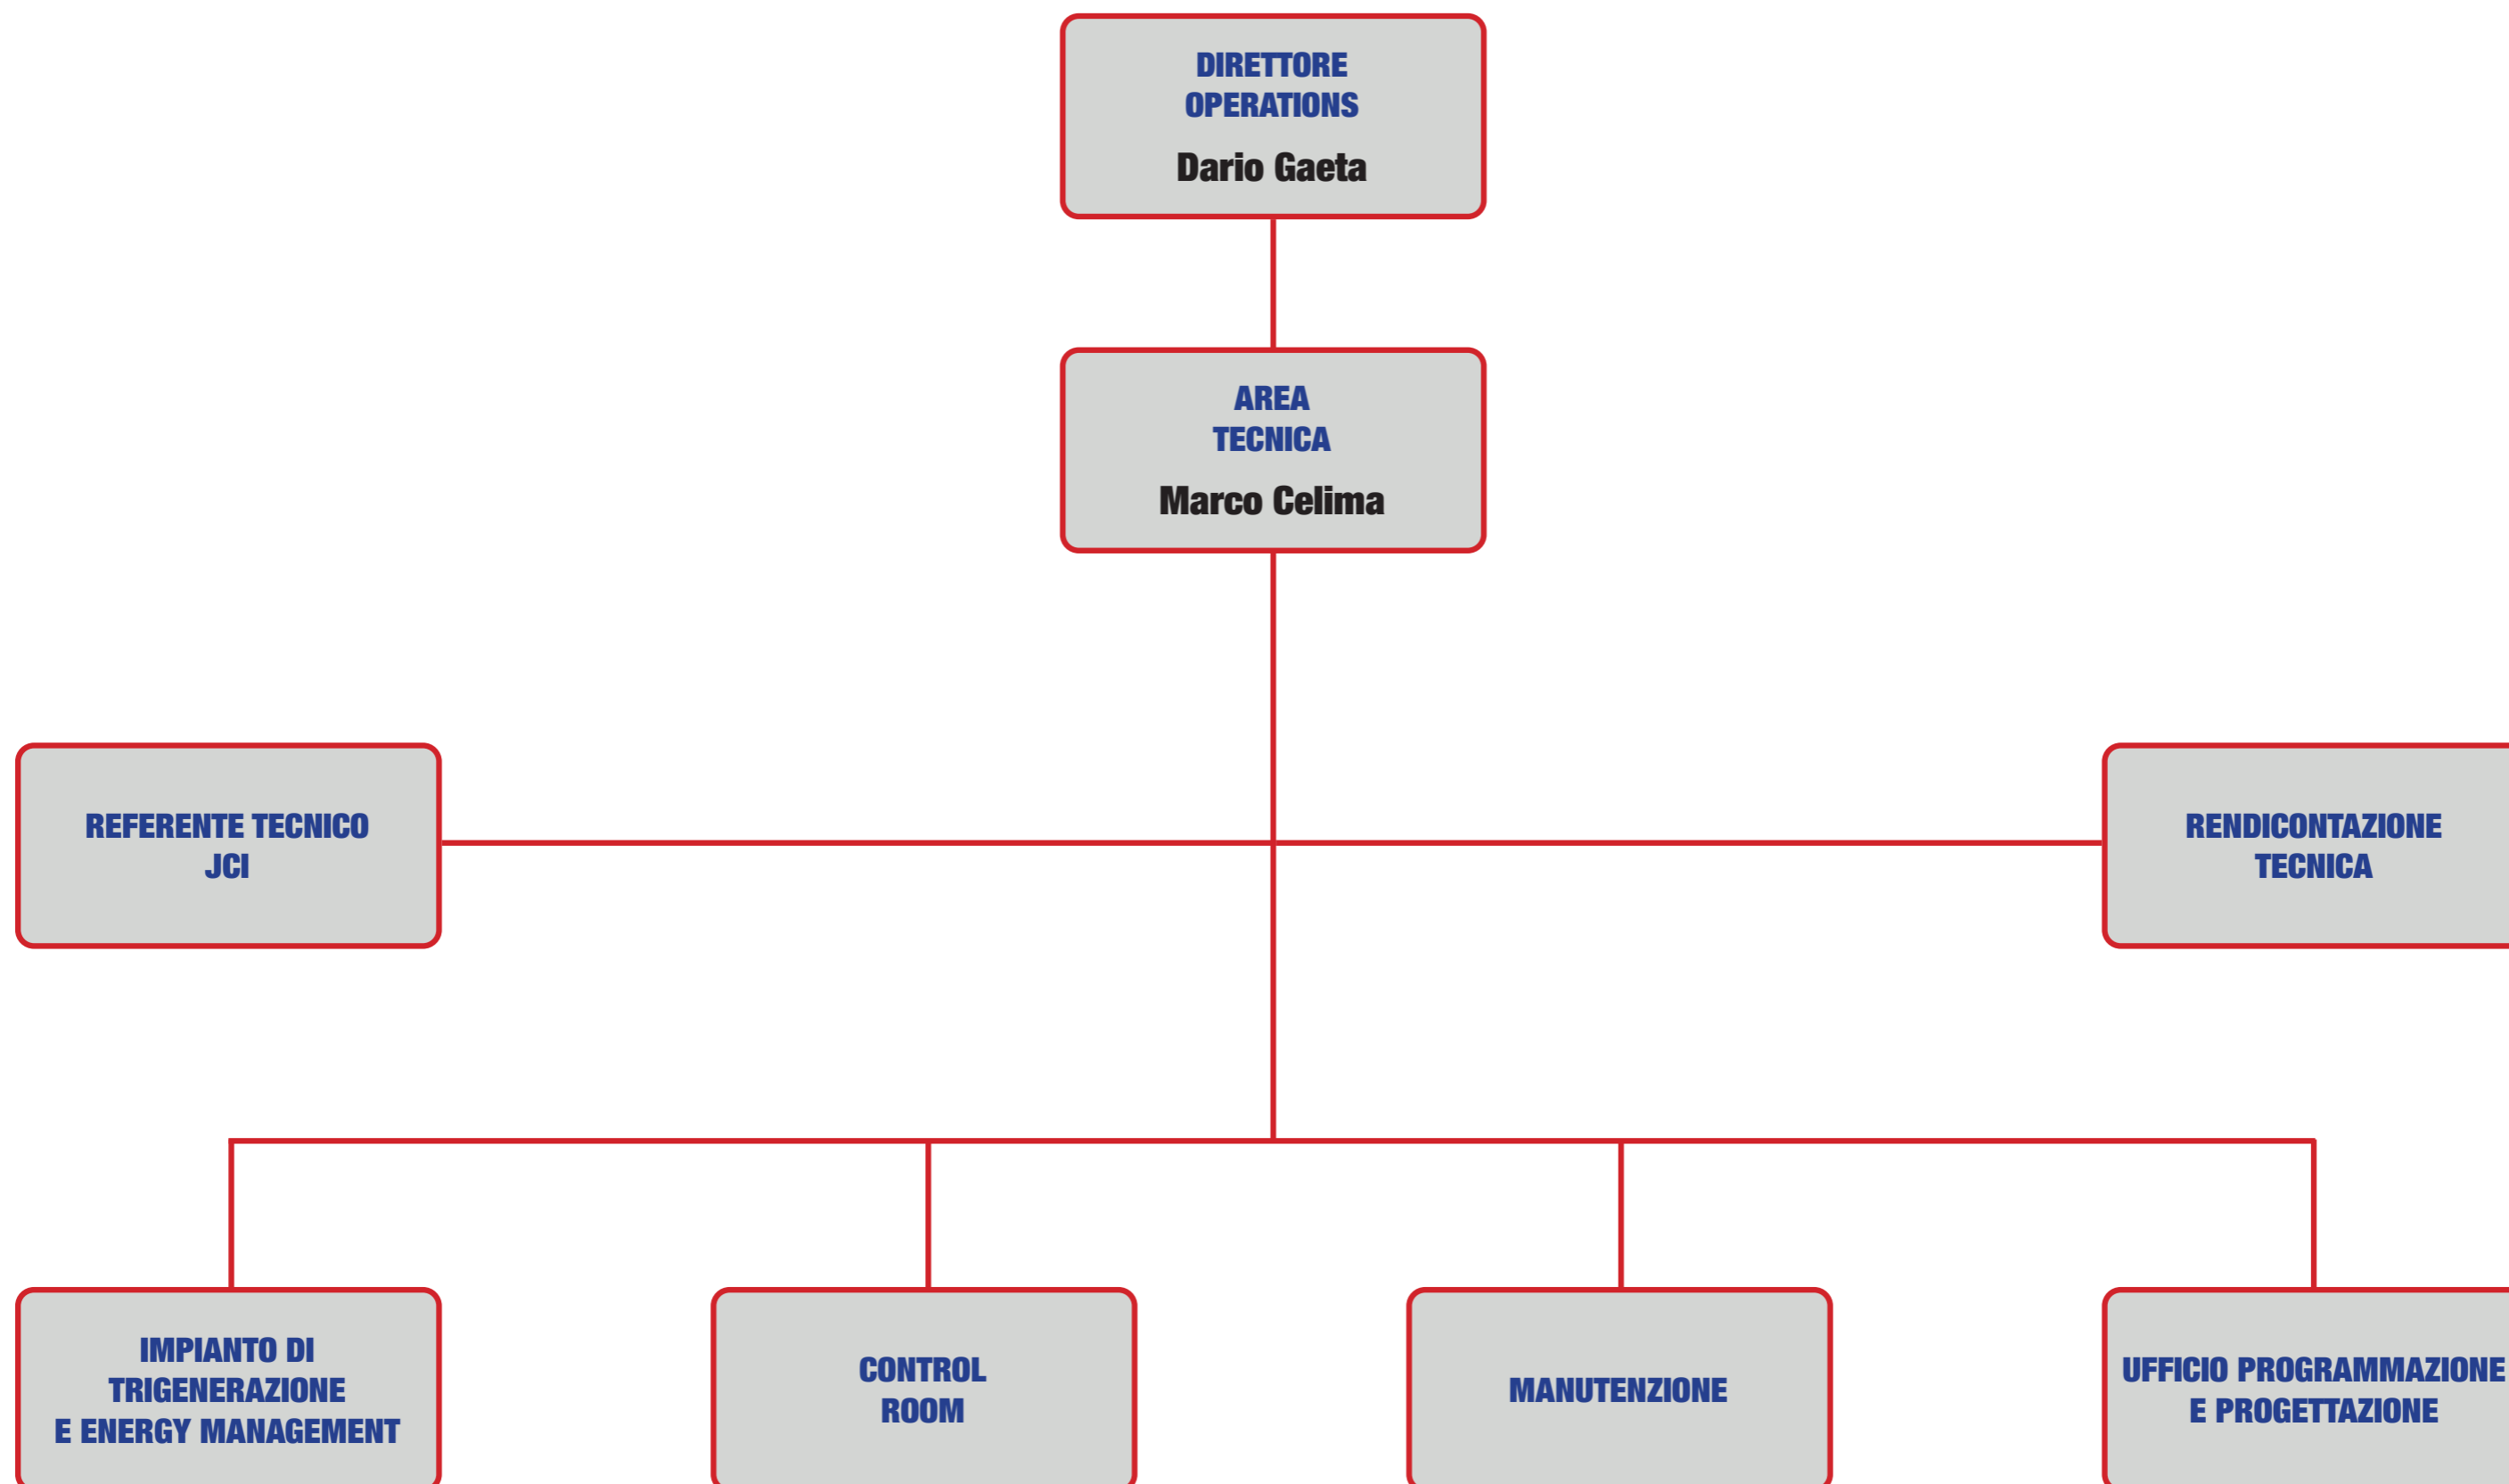 DIRETTORE
OPERATIONS
Dario Gaeta
AREA
TECNICA
Marco Celima
REFERENTE TECNICO
JCI
RENDICONTAZIONE
TECNICA
IMPIANTO DI
TRIGENERAZIONE
E ENERGY MANAGEMENT
CONTROL
ROOM
MANUTENZIONE
UFFICIO PROGRAMMAZIONE
E PROGETTAZIONE